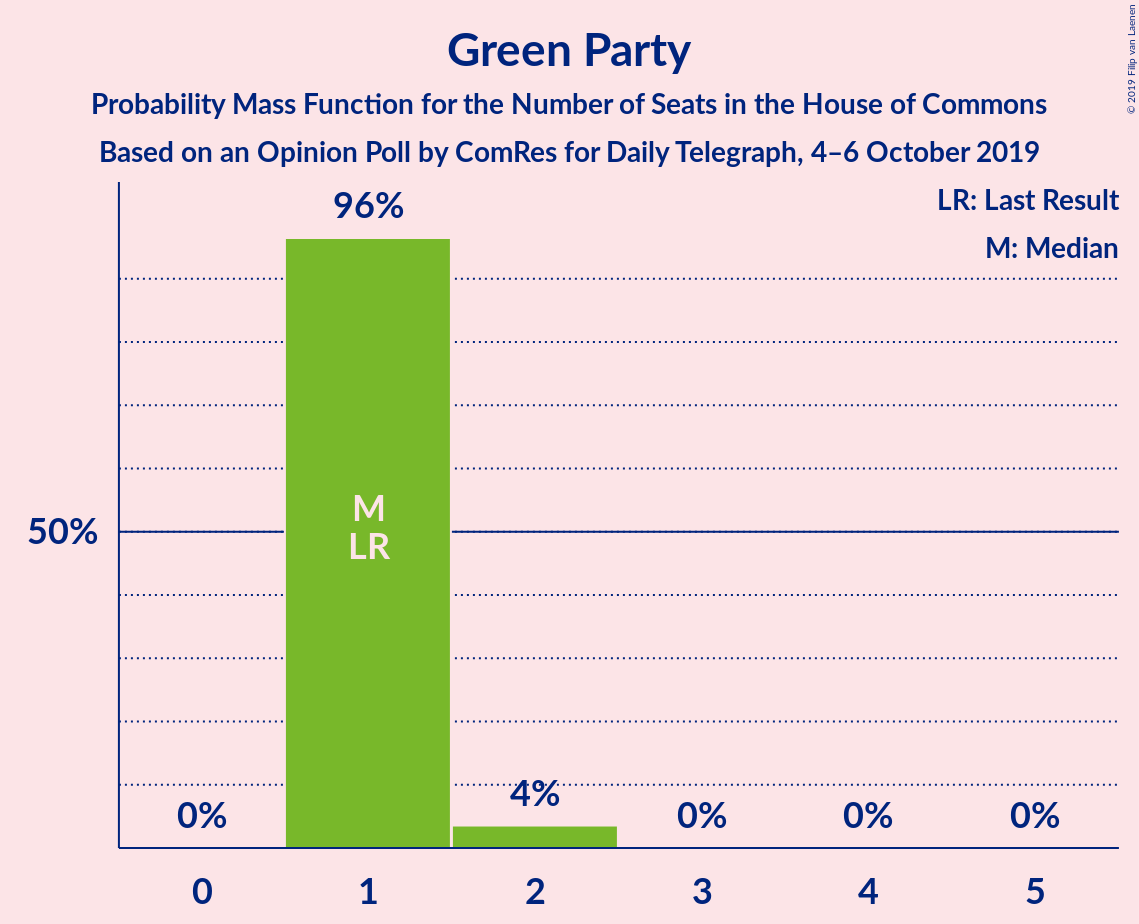 Green Party
Probability Mass Function for the Number of Seats in the House of Commons
Based on an Opinion Poll by ComRes for Daily Telegraph, 4–6 October 2019
© 2019 Filip van Laenen
LR: Last Result
M: Median
96%
50%
M
LR
0%
4%
0%
0%
0%
0
1
2
3
4
5